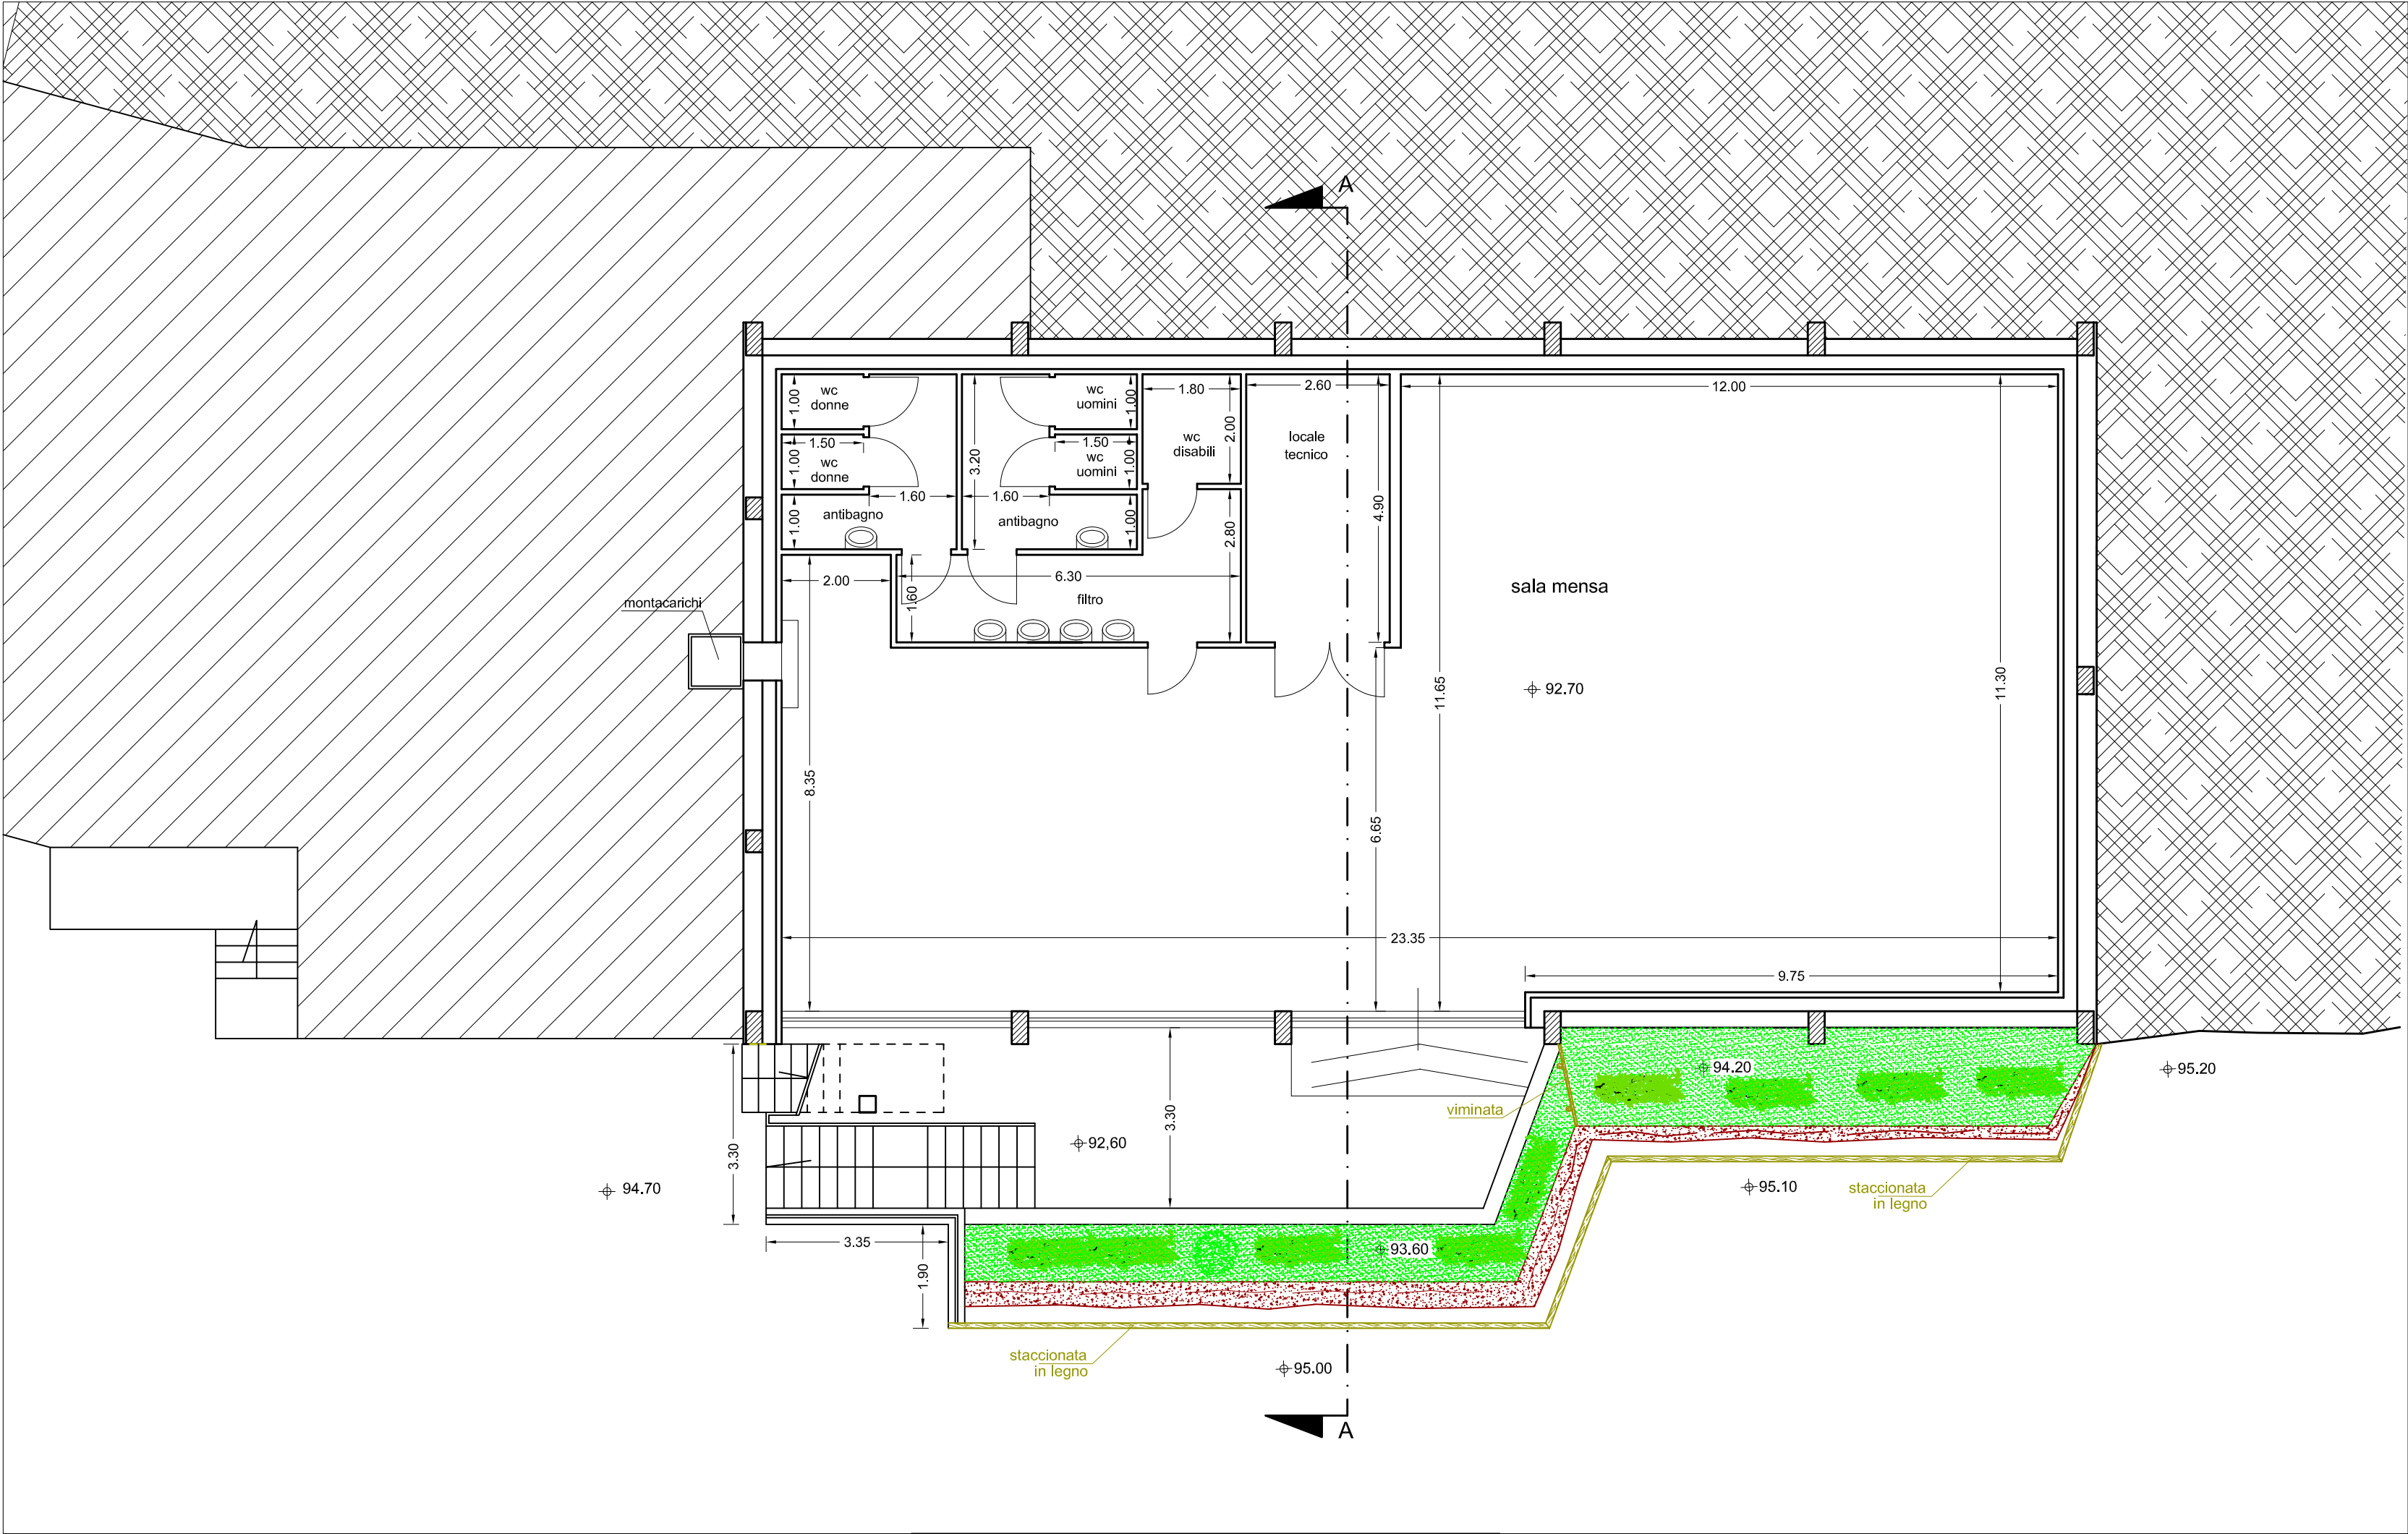 A
wc
donne
1.00
wc
uomini
1.00
1.80
2.60
12.00
1.50
wc
donne
1.00
3.20
1.50
wc
uomini
1.00
wc
disabili
2.00
locale
tecnico
1.60
1.60
4.90
antibagno
1.00
antibagno
1.00
2.80
2.00
6.30
1.60
filtro
sala mensa
montacarichi
92.70
11.65
11.30
8.35
6.65
23.35
9.75
94.20
95.20
viminata
3.30
3.30
92,60
94.70
95.10
staccionata
in legno
3.35
93.60
1.90
staccionata
in legno
95.00
A